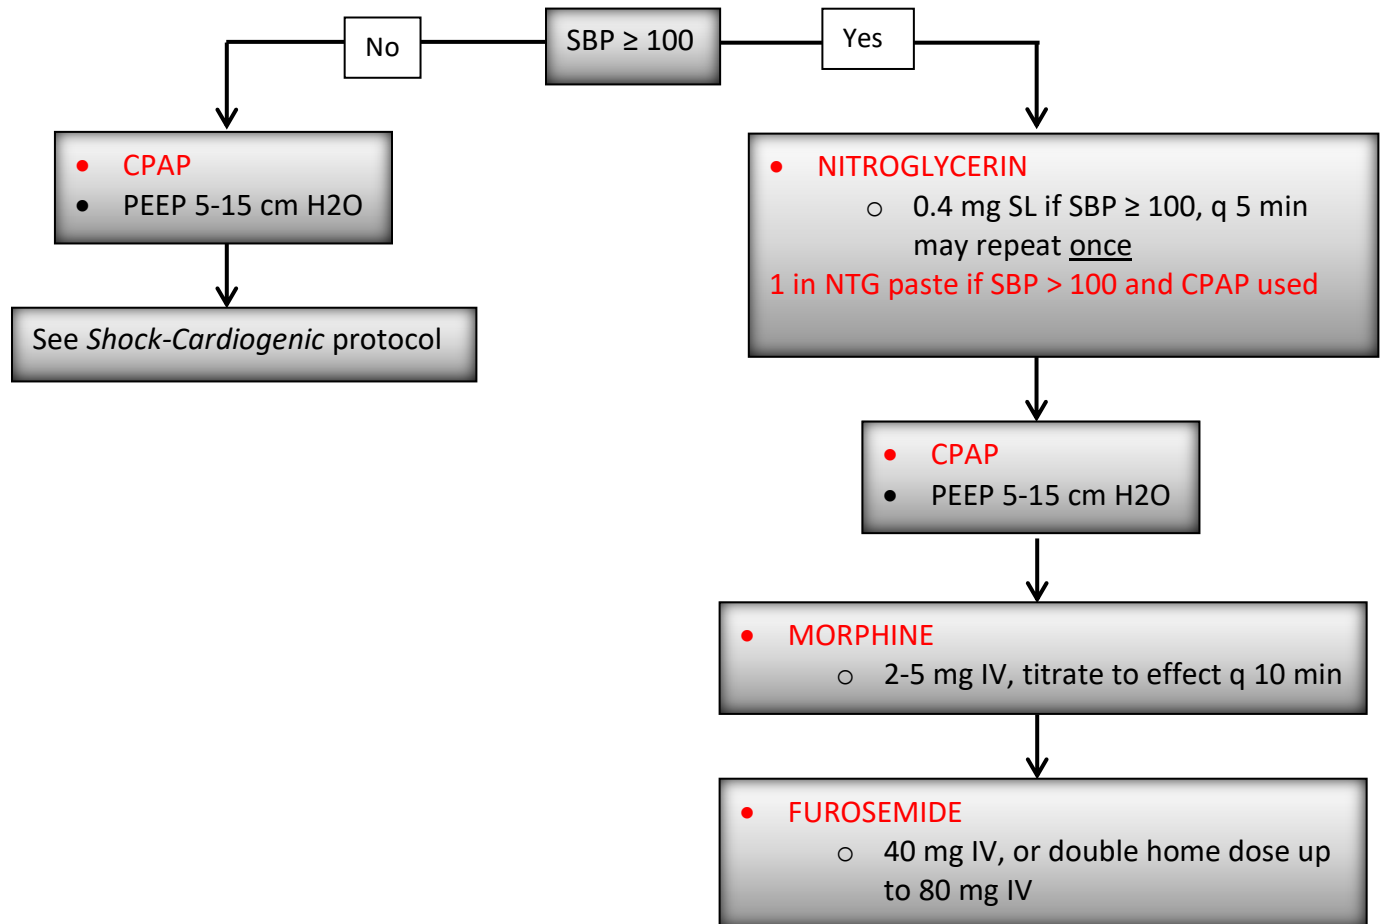 No
SBP ≥ 100
Yes
• CPAP
• PEEP 5-15 cm H2O
See Shock-Cardiogenic protocol
• NITROGLYCERIN
o 0.4 mg SL if SBP ≥ 100, q 5 min
may repeat once
1 in NTG paste if SBP > 100 and CPAP used
• CPAP
• PEEP 5-15 cm H2O
• MORPHINE
o 2-5 mg IV, titrate to effect q 10 min
• FUROSEMIDE
o 40 mg IV, or double home dose up
to 80 mg IV